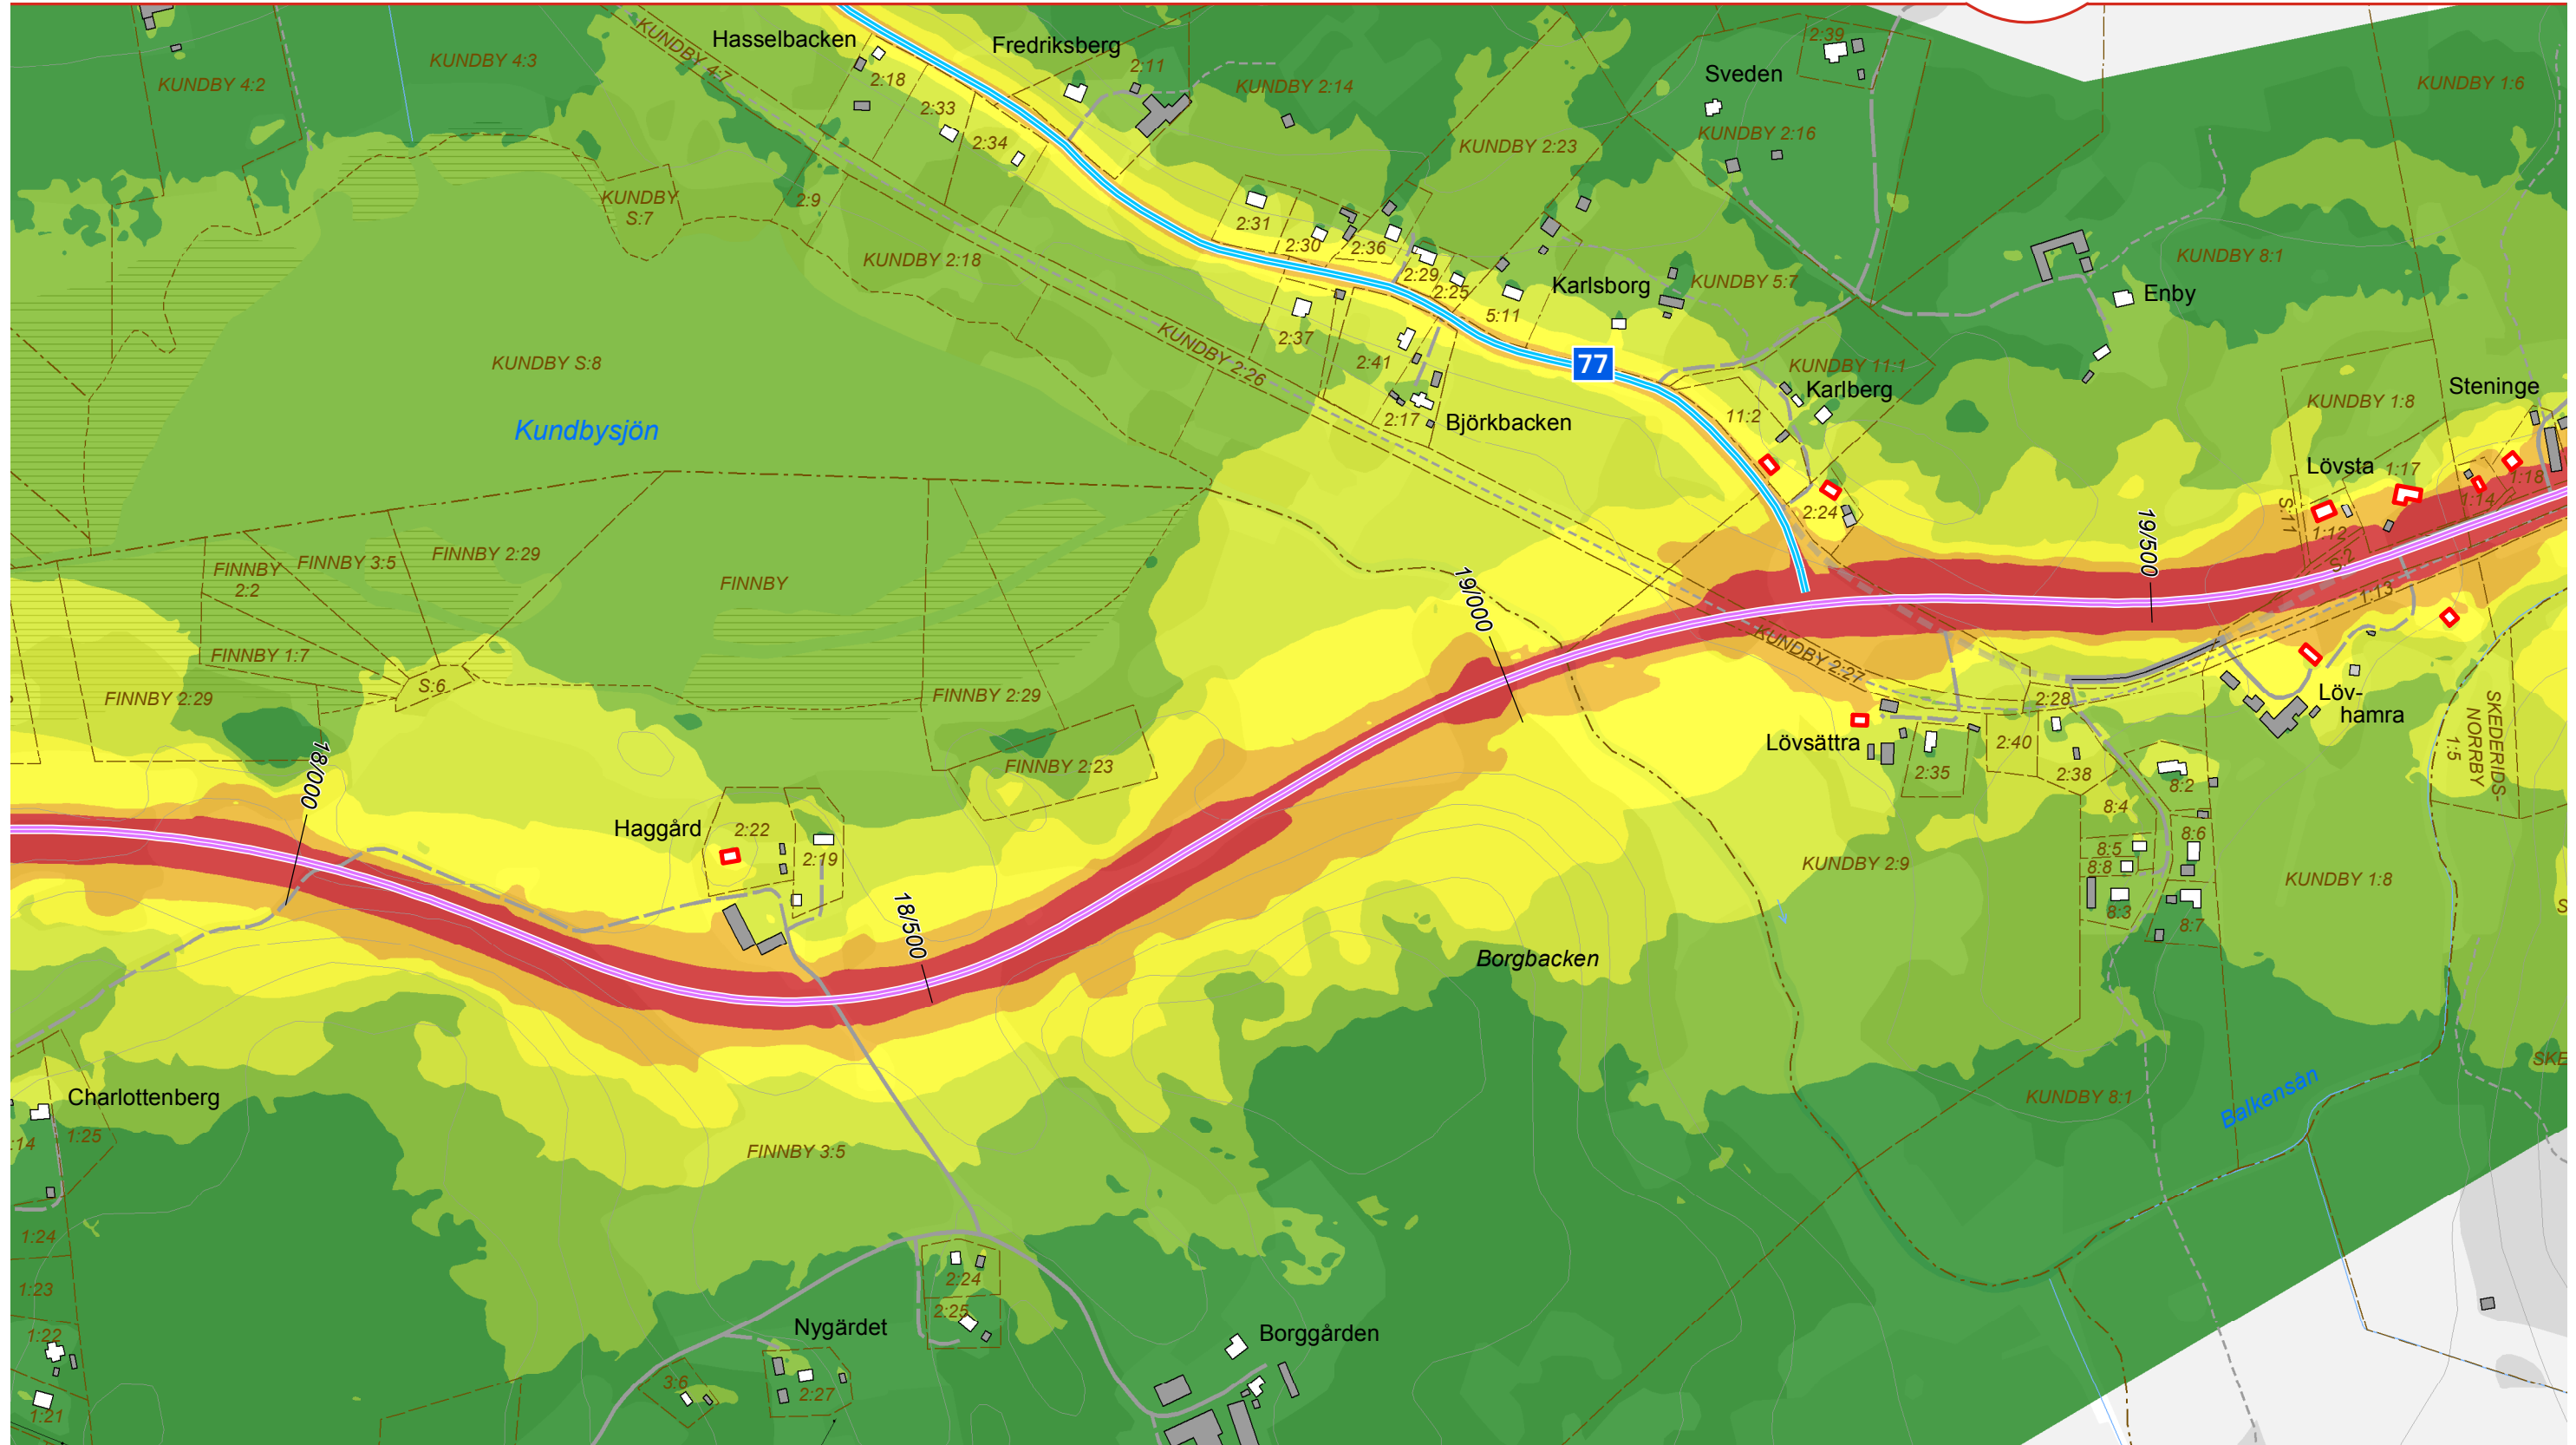 Hasselbacken
Fredriksberg
2:39
Sveden
KUNDBY 4:2
KUNDBY 4:3
KUNDBY 4:7
2:18
2:11
KUNDBY 2:14
KUNDBY 1:6
2:33
2:34
KUNDBY 2:23
KUNDBY 2:16
KUNDBY
S:7
2:9
2:31
2:30
2:36
KUNDBY 2:18
2:29
2:25
Karlsborg
KUNDBY 5:7
KUNDBY 8:1
Enby
5:11
2:37
KUNDBY 2:26
2:41
77
KUNDBY S:8
KUNDBY 11:1
Karlberg
11:2
Steninge
KUNDBY 1:8
Kundbysjön
2:17
Björkbacken
Lövsta
1:17
1:18
1:14
2:24
S:11
1:12
S:2
1:13
19/500
FINNBY
2:2
FINNBY 3:5
FINNBY 2:29
FINNBY
19/000
KUNDBY 2:27
FINNBY 1:7
S:6
FINNBY 2:29
FINNBY 2:29
2:28
Löv-
hamra
SKEDERIDS-
NORRBY
1:5
Lövsättra
2:35
2:40
2:38
8:2
18/000
FINNBY 2:23
8:4
Haggård
2:22
2:19
8:6
8:5
8:8
KUNDBY 2:9
KUNDBY 1:8
8:3
8:7
18/500
Borgbacken
SKE
Charlottenberg
:14
1:25
KUNDBY 8:1
Balkensån
FINNBY 3:5
1:24
2:24
1:23
2:25
Nygärdet
Borggården
1:22
3:6
2:27
1:21